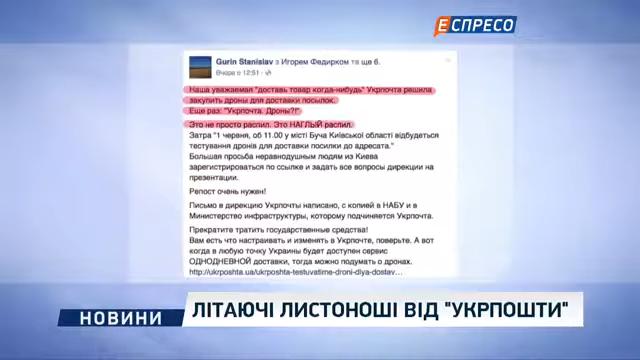 ЕСПРЕСО
Gurin Stanislav з Игорем Федирком та ще 6.
Вчора о 12:51
Наша уважаемая "доставь товар когда-нибудь" Укрпочта решила
закупить дроны для доставки посылок.
Еще раз: "Укрпочта. Дроны?!"
Это не просто распил. Это НАГЛЫЙ распил.
Затра "1 червня, об 11.00 у місті Буча Київської області відбудеться
тестування дронів для доставки посилки до адресата."
Большая просьба неравнодушным людям из Киева
зарегистрироваться по ссылке и задать все вопросы дирекции на
презентации.
Репост очень нужен!
Письмо в дирекцию Укрпочты написано, с копией в НАБУ и в
Министерство инфраструктуры, которому подчиняется Укрпочта.
Прекратите тратить государственные средства!
Вам есть что настраивать и изменять в Укрпочте, поверьте. А вот
когда в любую точку Украины будет доступен сервис
ОДНОДНЕВНОЙ доставки, тогда можно подумать о дронах.
http://ukrposhta.ua/ukrposhta-testuvatime-droni-dlya-dostav...
НОВИНИ
ЛІТАЮЧІ ЛИСТОНОШІ ВІД "УКРПОШТИ"